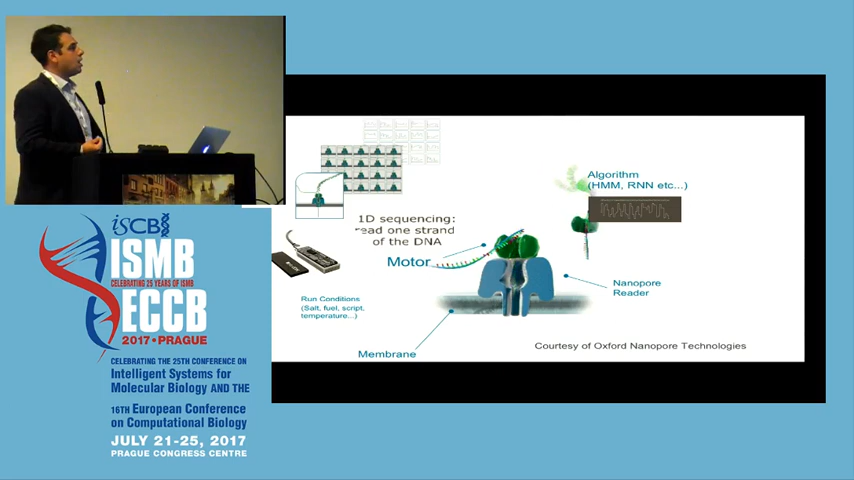 iSCB
ISMB
CELEBRATING 25 YEARS OF ISMB
ECCB
2017 • PRAGUE
CELEBRATING THE 25TH CONFERENCE ON
Intelligent Systems for
Molecular Biology AND THE
16TH European Conference
on Computational Biology
JULY 21-25, 2017
PRAGUE CONGRESS CENTRE
1D sequencing:
read one strand
of the DNA
Motor
Run Conditions
(Salt, fuel, script,
temperature...)
Membrane
Algorithm
(HMM, RNN etc...)
Nanopore
Reader
Courtesy of Oxford Nanopore Technologies